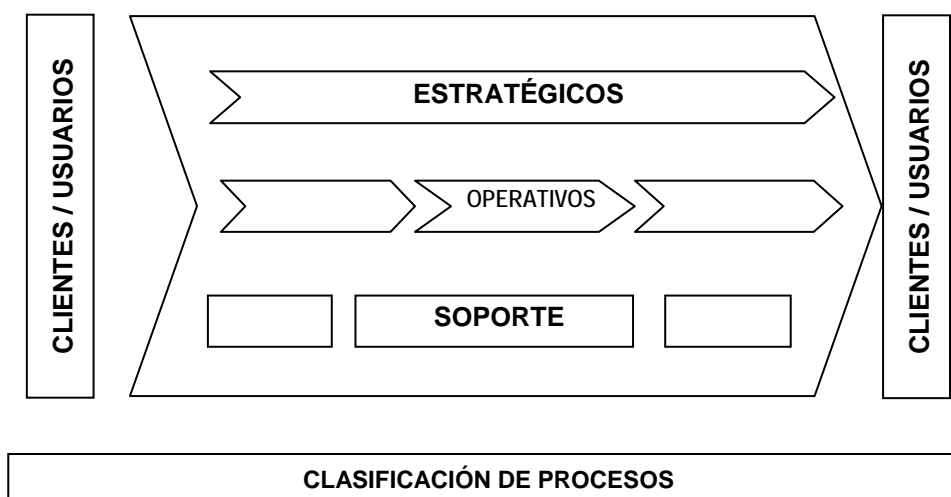 CLIENTES / USUARIOS
ESTRATÉGICOS
OPERATIVOS
SOPORTE
CLIENTES / USUARIOS
CLASIFICACIÓN DE PROCESOS